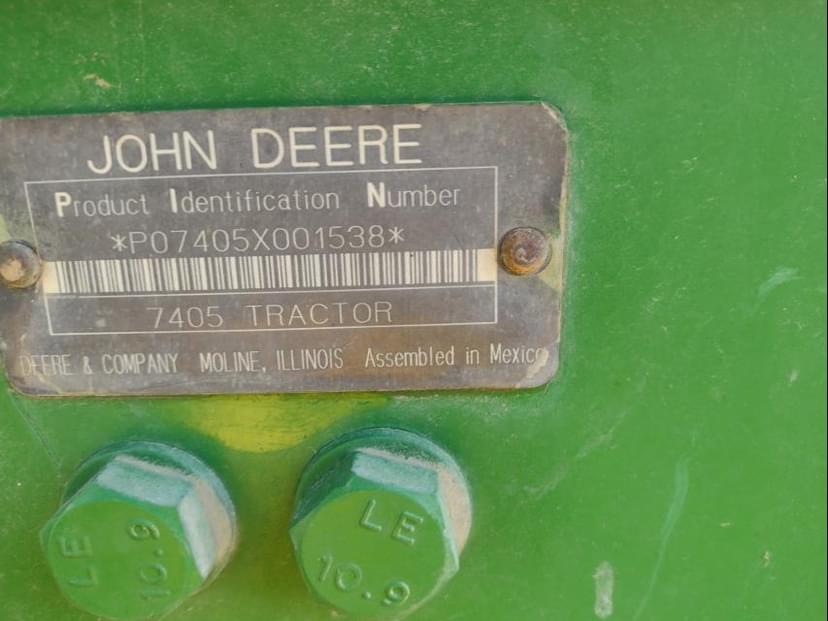 JOHN DEERE
Product Identification Number
*P07405X001538*
7405 TRACTOR
DEERE & COMPANY MOLINE, ILLINOIS Assembled in Mexico
LE
10.9
LE
10.9